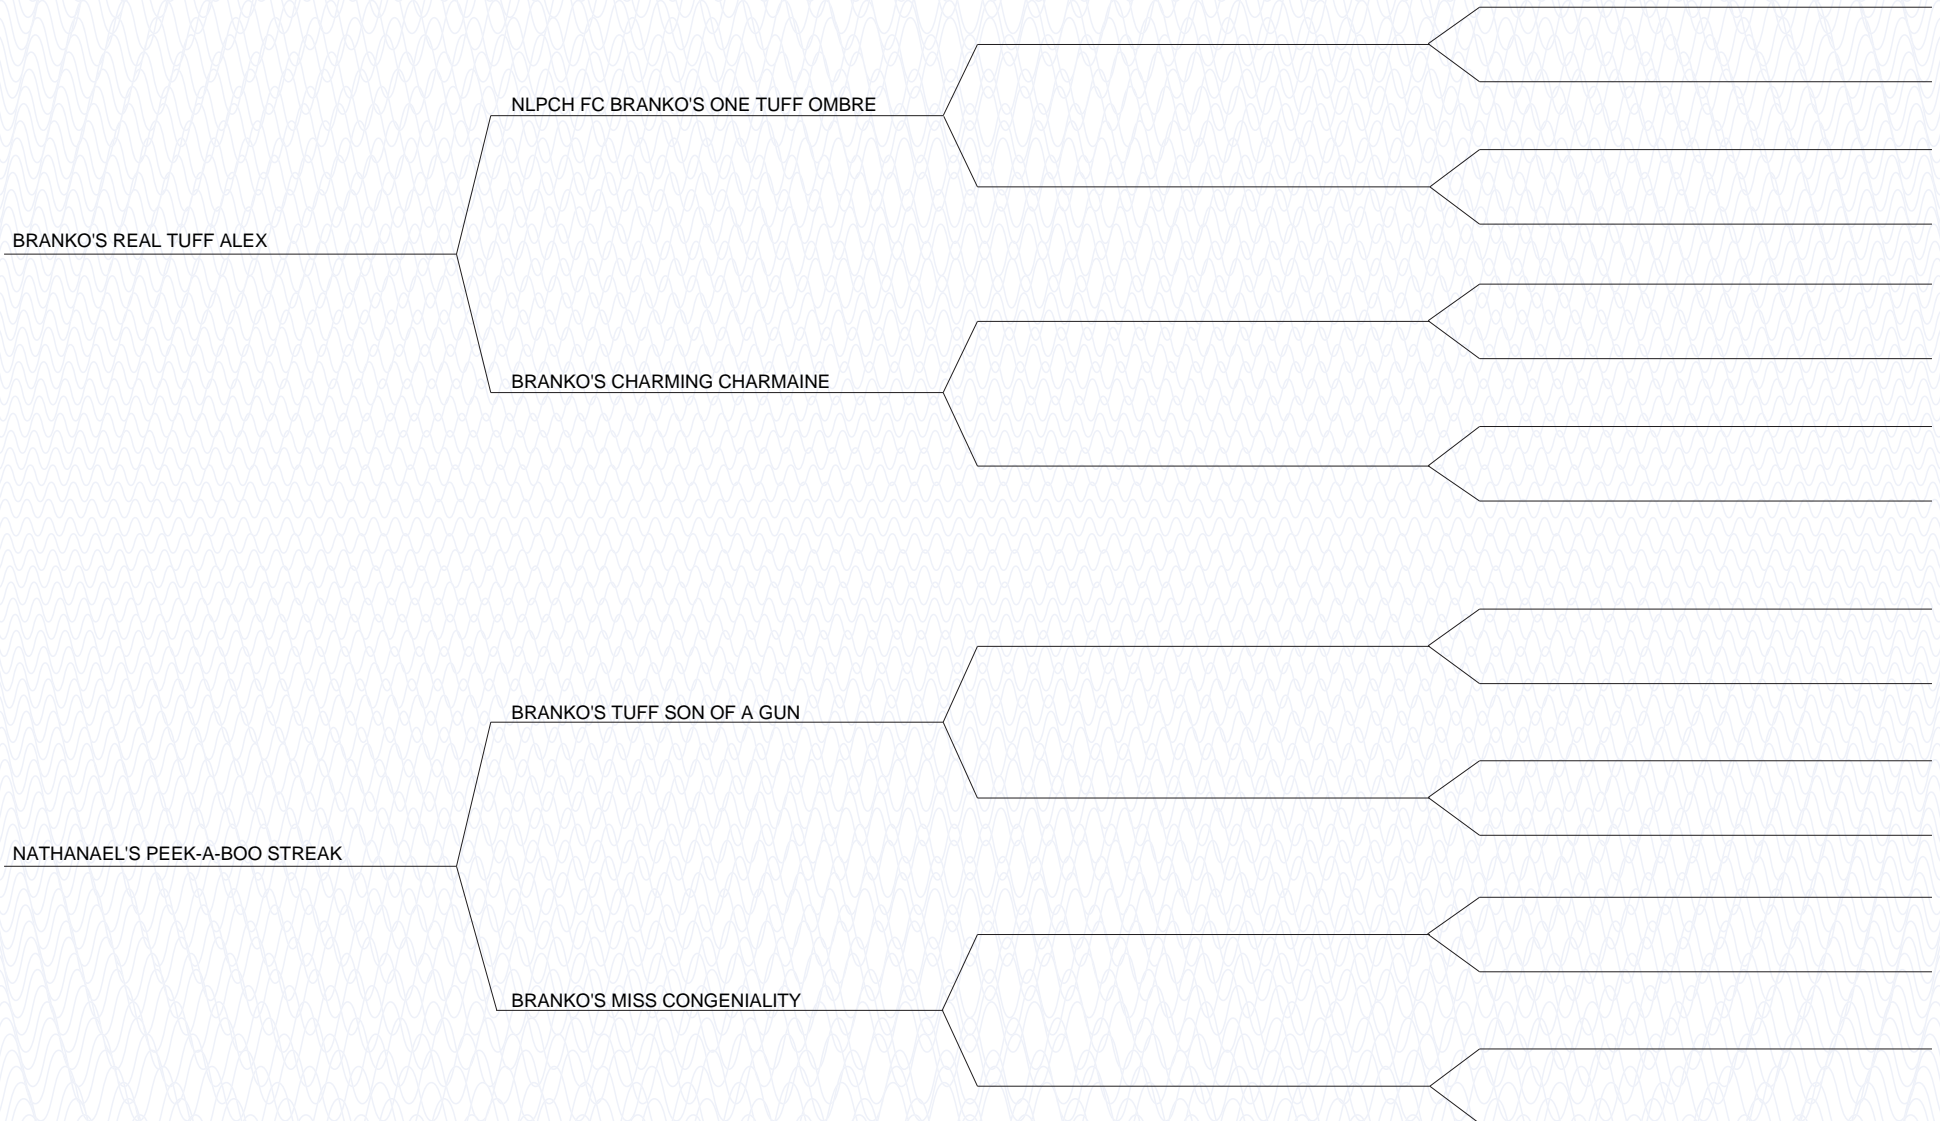 NLPCH FC BRANKO'S ONE TUFF OMBRE
BRANKO'S REAL TUFF ALEX
BRANKO'S CHARMING CHARMAINE
BRANKO'S TUFF SON OF A GUN
NATHANAEL'S PEEK-A-BOO STREAK
BRANKO'S MISS CONGENIALITY